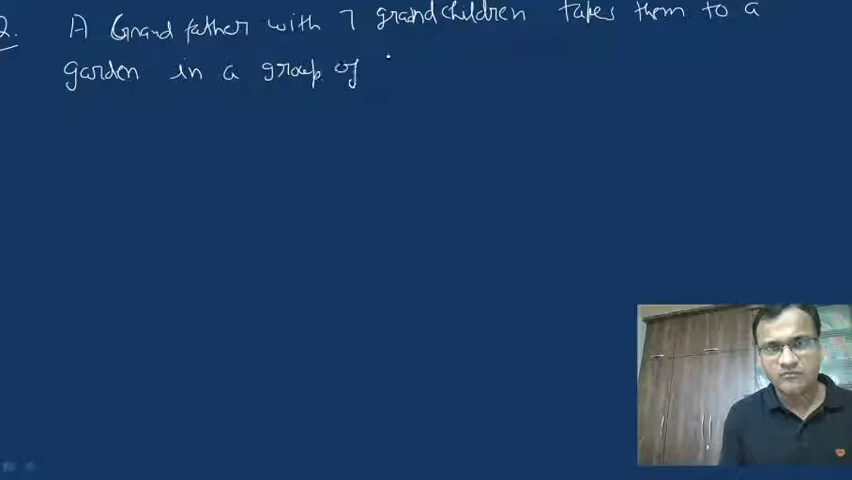 2. A Grand father with 7 grandchildren takes them to a
garden in a group of